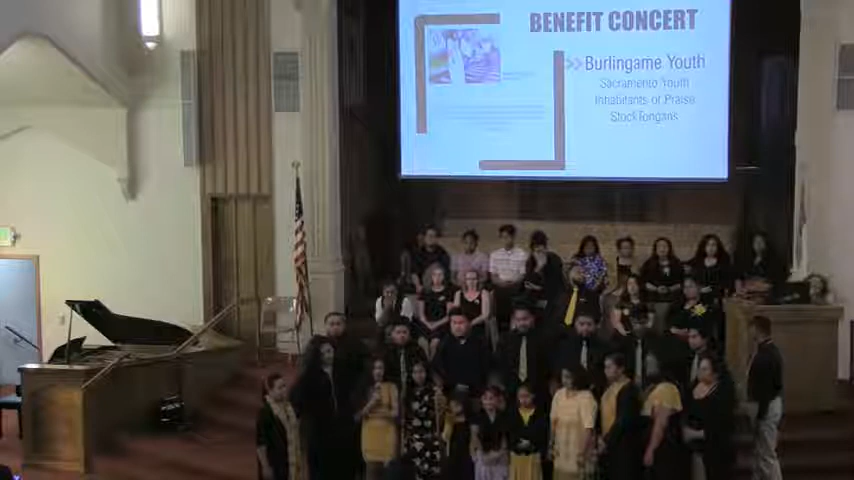 BENEFIT CONCERT
Burlingame Youth
Sacramento Youth
Inhabitants of Praise
StockTongans